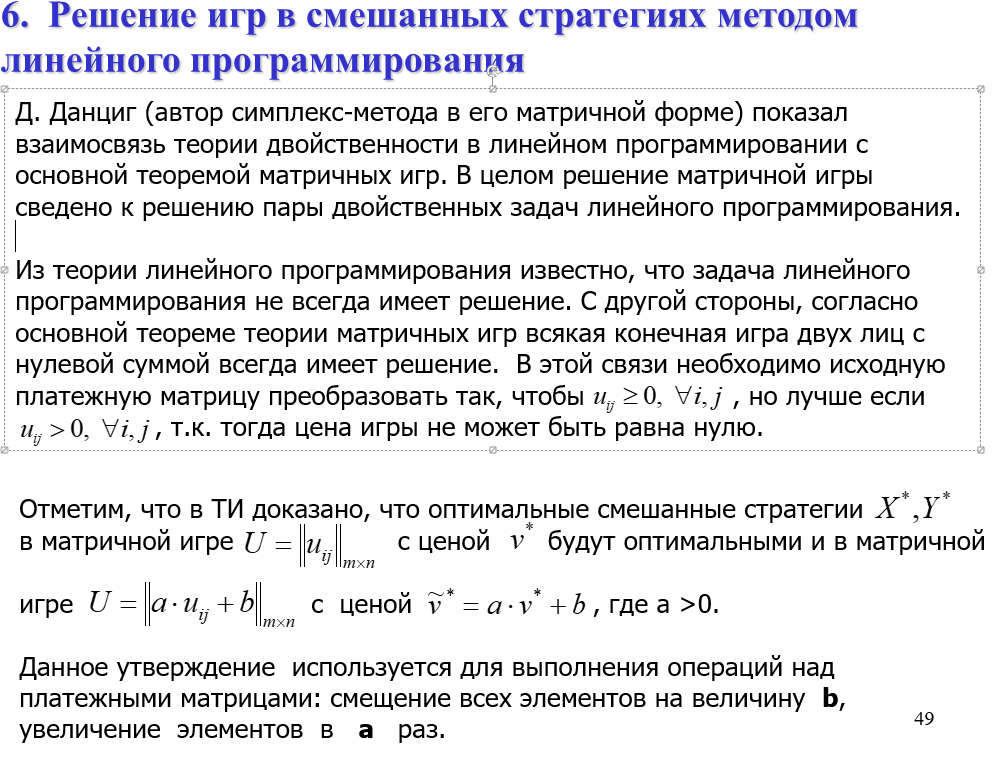 6. Решение игр в смешанных стратегиях методом
линейного программирования
Д. Данциг (автор симплекс-метода в его матричной форме) показал
взаимосвязь теории двойственности в линейном программировании с
основной теоремой матричных игр. В целом решение матричной игры
сведено к решению пары двойственных задач линейного программирования.
Из теории линейного программирования известно, что задача линейного
программирования не всегда имеет решение. С другой стороны, согласно
основной теореме теории матричных игр всякая конечная игра двух лиц с
нулевой суммой всегда имеет решение. В этой связи необходимо исходную
платежную матрицу преобразовать так, чтобы u_ij ≥ 0, ∀i, j , но лучше если
u_ij > 0, ∀i, j , т.к. тогда цена игры не может быть равна нулю.
Отметим, что в ТИ доказано, что оптимальные смешанные стратегии X*, Y*
в матричной игре U = ‖u_ij‖_m×n с ценой v* будут оптимальными и в матричной
игре U = ‖a · u_ij + b‖_m×n с ценой ṽ* = a · v* + b , где a >0.
Данное утверждение используется для выполнения операций над
платежными матрицами: смещение всех элементов на величину b,
увеличение элементов в a раз.
49